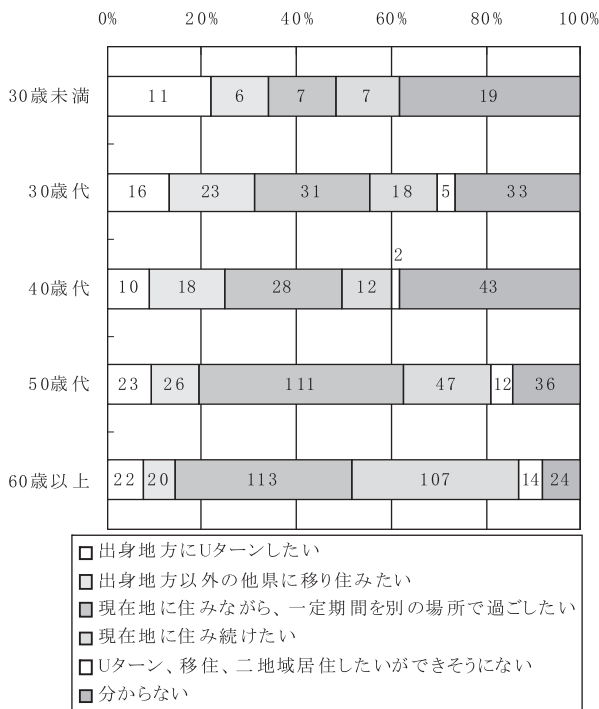 0% 20% 40% 60% 80% 100%
30歳未満 11 6 7 7 19
30歳代 16 23 31 18 5 33
2
40歳代 10 18 28 12 43
50歳代 23 26 111 47 12 36
60歳以上 22 20 113 107 14 24
出身地方にUターンしたい
出身地方以外の他県に移り住みたい
現在地に住みながら、一定期間を別の場所で過ごしたい
現在地に住み続けたい
Uターン、移住、二地域居住したいができそうにない
分からない